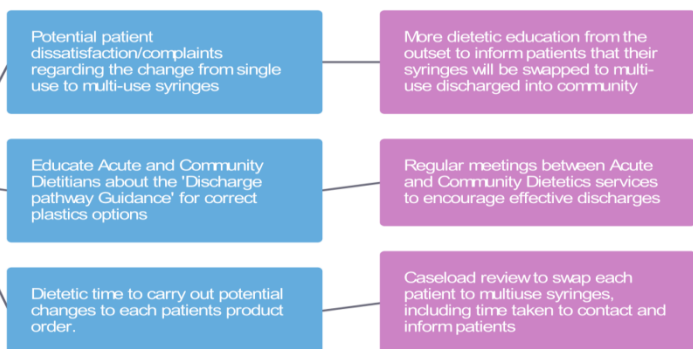 Potential patient
dissatisfaction/complaints
regarding the change from single
use to multi-use syringes
More dietetic education from the
outset to inform patients that their
syringes will be swapped to multi-
use discharged into community
Educate Acute and Community
Dietitians about the 'Discharge
pathway Guidance' for correct
plastics options
Regular meetings between Acute
and Community Dietetics services
to encourage effective discharges
Dietetic time to carry out potential
changes to each patients product
order.
Caseload review to swap each
patient to multiuse syringes,
including time taken to contact and
inform patients